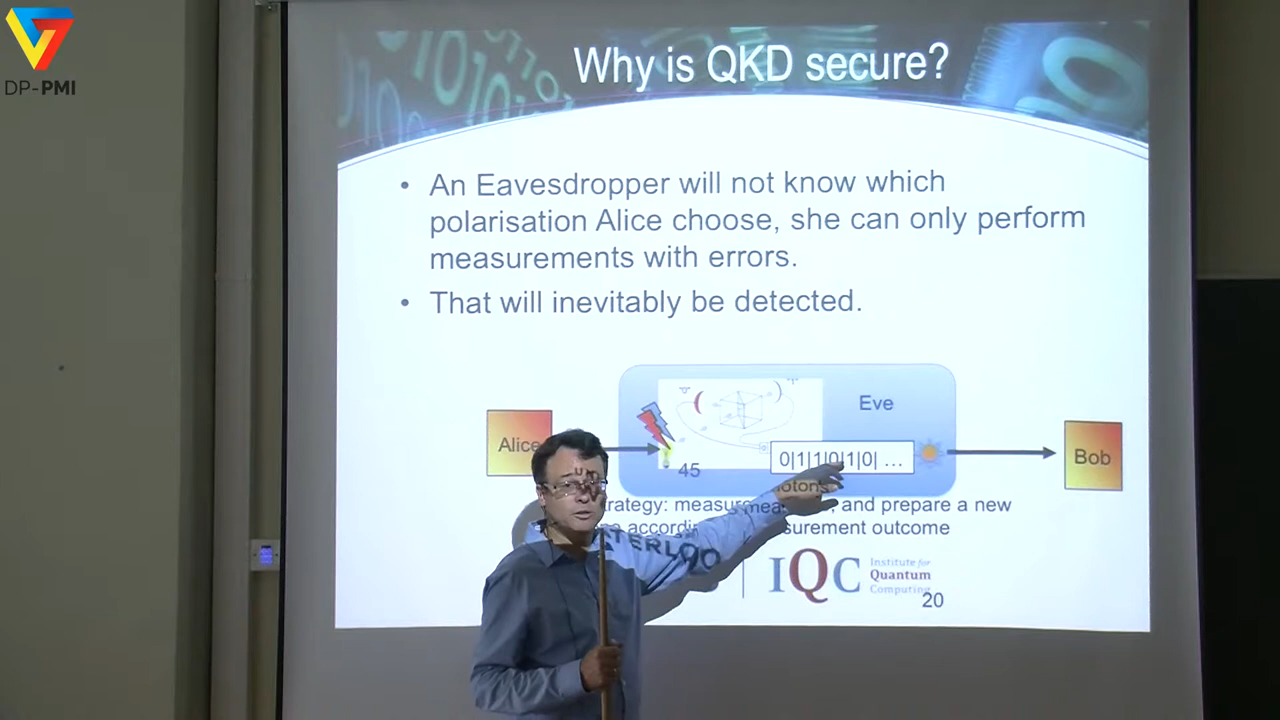 DP-PMI
Why is QKD secure?
• An Eavesdropper will not know which
polarisation Alice choose, she can only perform
measurements with errors.
• That will inevitably be detected.
Eve
Alice
0|1|1|0|1|0| ...
Bob
45
and prepare a new
outcome
IQC
Institute for
Quantum
Computing
20